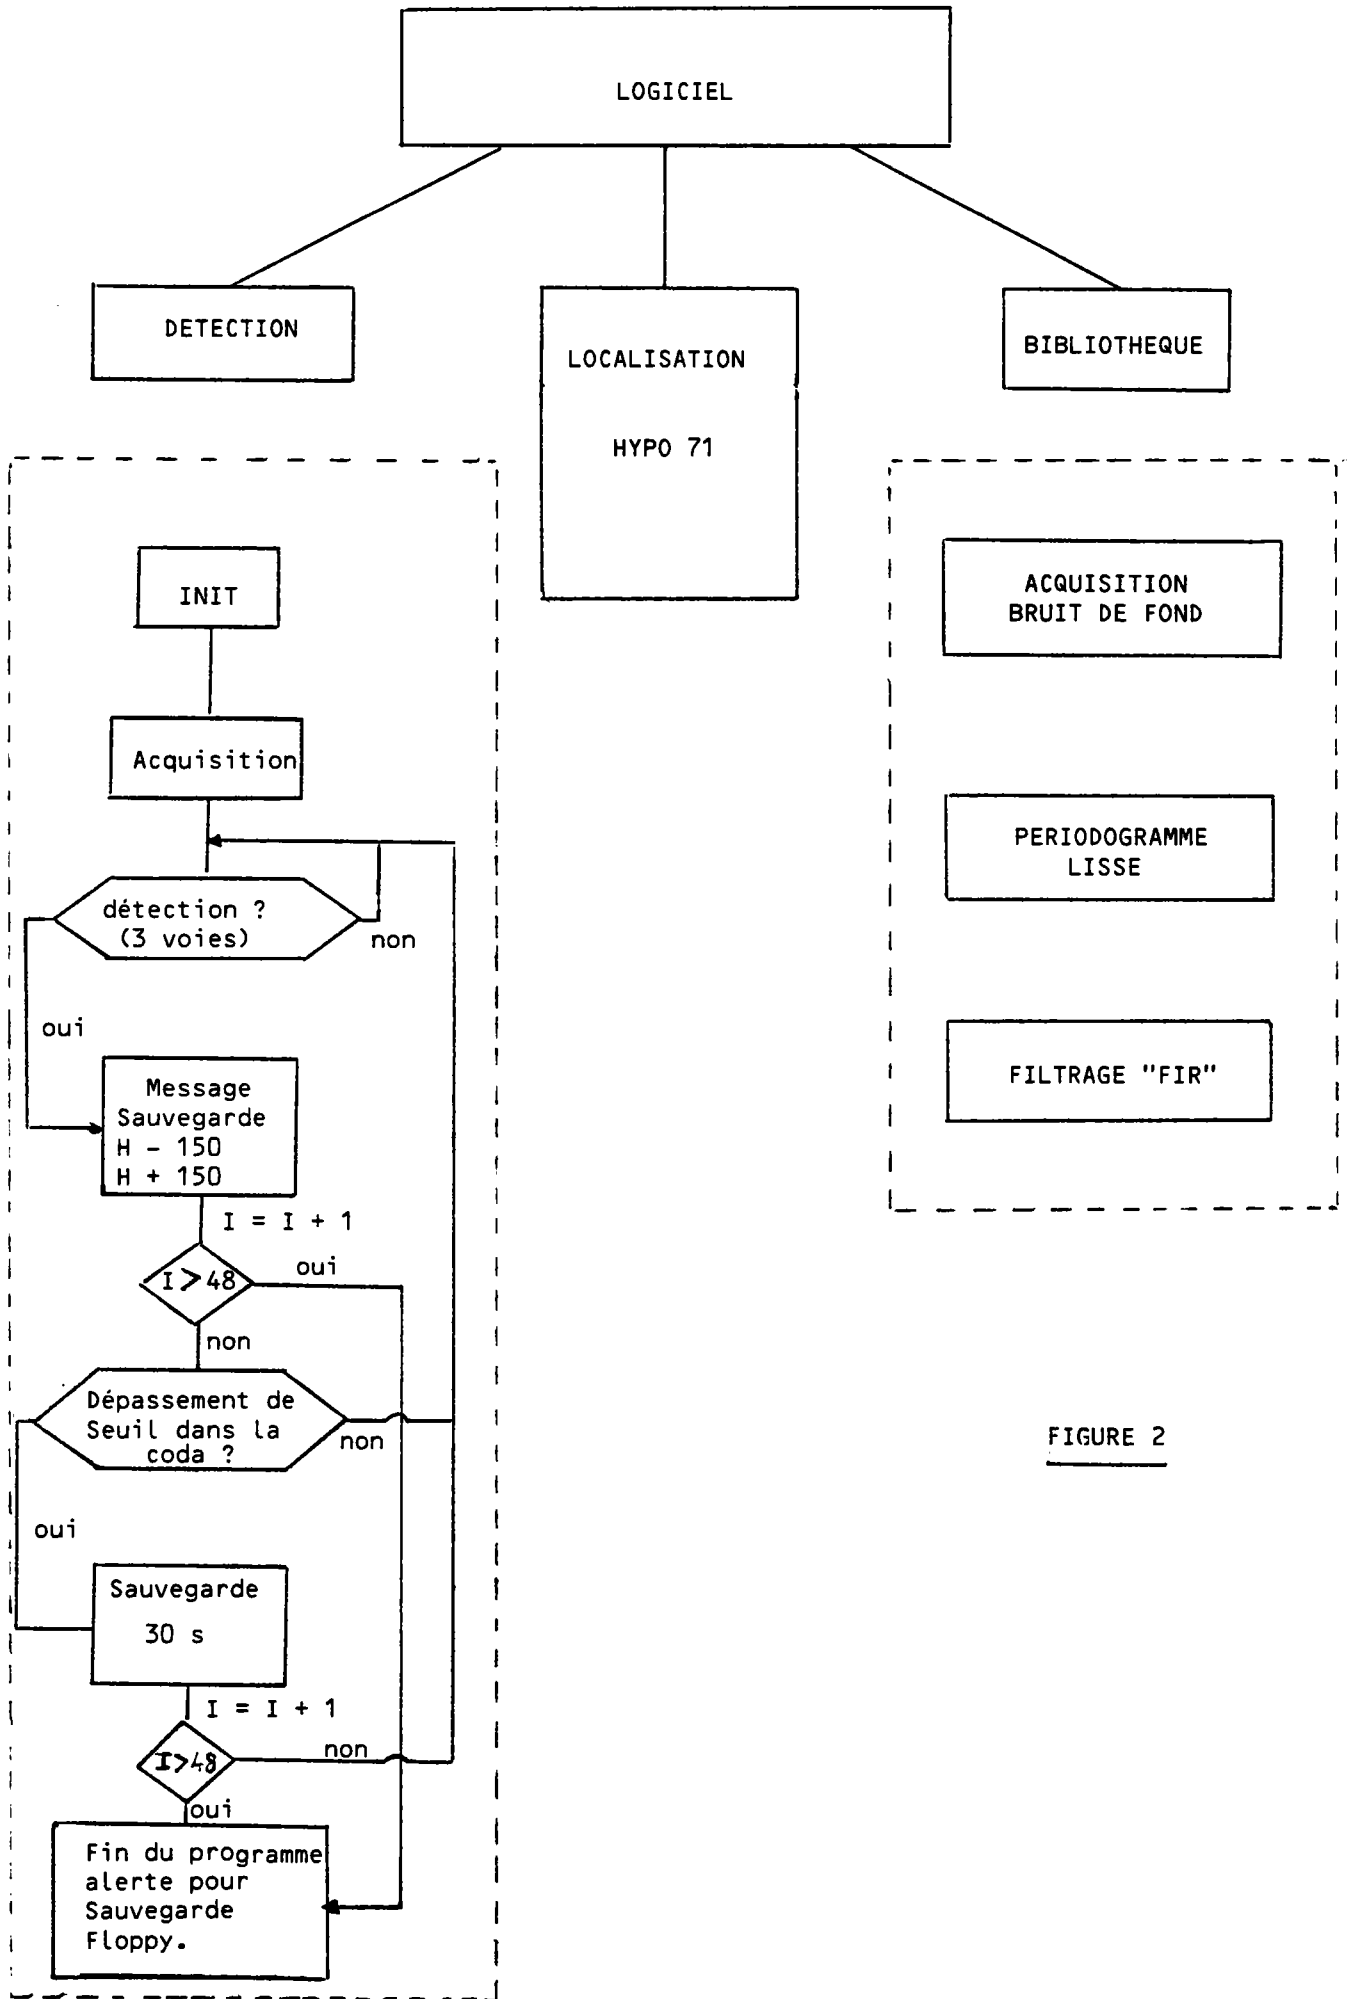 LOGICIEL
DETECTION
LOCALISATION
HYPO 71
BIBLIOTHEQUE
INIT
Acquisition
détection ?
(3 voies)
non
oui
Message
Sauvegarde
H - 150
H + 150
I = I + 1
I > 48
oui
non
Dépassement de
Seuil dans la
coda ?
non
oui
Sauvegarde
30 s
I = I + 1
I>48
non
oui
Fin du programme
alerte pour
Sauvegarde
Floppy.
ACQUISITION
BRUIT DE FOND
PERIODOGRAMME
LISSE
FILTRAGE "FIR"
FIGURE 2